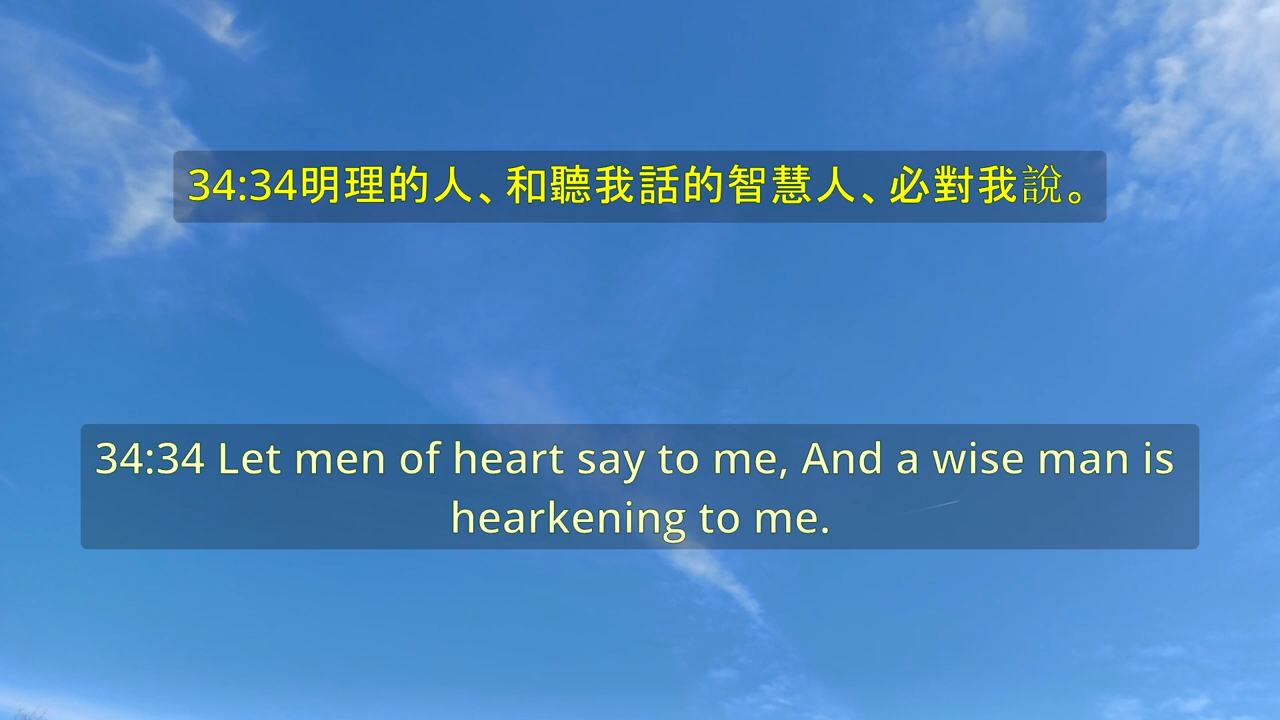 34:34明理的人、和聽我話的智慧人、必對我說。
34:34 Let men of heart say to me, And a wise man is
hearkening to me.